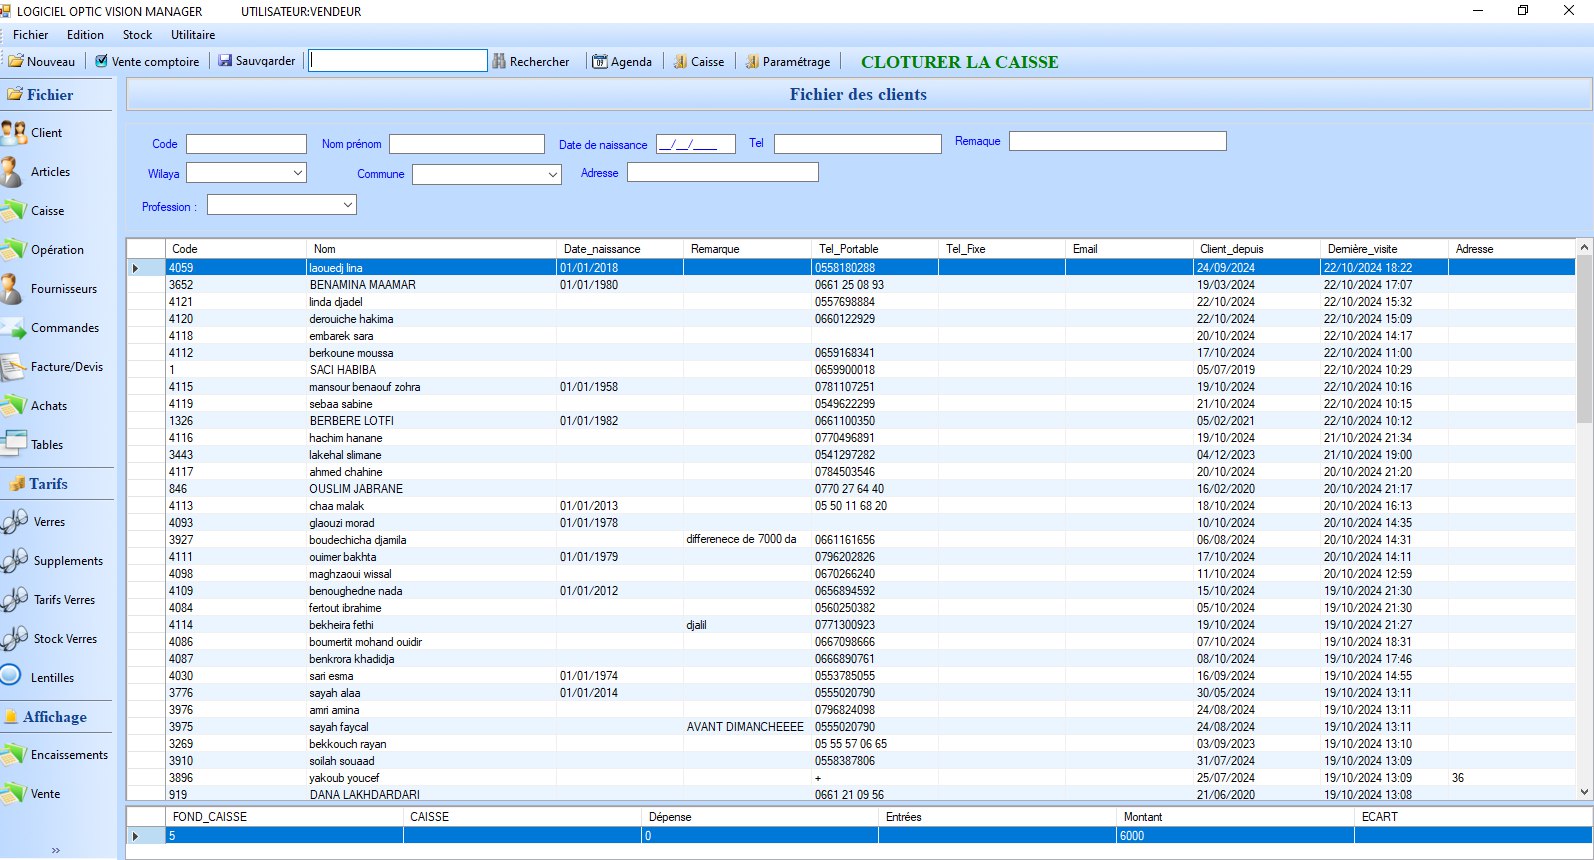 LOGICIEL OPTIC VISION MANAGER UTILISATEUR:VENDEUR
Fichier Edition Stock Utilitaire
Nouveau Vente comptoire Sauvgarder Rechercher Agenda Caisse Paramétrage CLOTURER LA CAISSE
Fichier
Client
Articles
Caisse
Opération
Fournisseurs
Commandes
Facture/Devis
Achats
Tables
Tarifs
Verres
Supplements
Tarifs Verres
Stock Verres
Lentilles
Affichage
Encaissements
Vente
»
Fichier des clients
Code Nom prénom Date de naissance __/__/____ Tel Remaque
Wilaya Commune Adresse
Profession :
Code Nom Date_naissance Remarque Tel_Portable Tel_Fixe Email Client_depuis Dernière_visite Adresse
4059 laouedj lina 01/01/2018 0558180288 24/09/2024 22/10/2024 18:22
3652 BENAMINA MAAMAR 01/01/1980 0661 25 08 93 19/03/2024 22/10/2024 17:07
4121 linda djadel 0557698884 22/10/2024 22/10/2024 15:32
4120 derouiche hakima 0660122929 22/10/2024 22/10/2024 15:09
4118 embarek sara 20/10/2024 22/10/2024 14:17
4112 berkoune moussa 0659168341 17/10/2024 22/10/2024 11:00
1 SACI HABIBA 0659900018 05/07/2019 22/10/2024 10:29
4115 mansour benaouf zohra 01/01/1958 0781107251 19/10/2024 22/10/2024 10:16
4119 sebaa sabine 0549622299 21/10/2024 22/10/2024 10:15
1326 BERBERE LOTFI 01/01/1982 0661100350 05/02/2021 22/10/2024 10:12
4116 hachim hanane 0770496891 19/10/2024 21/10/2024 21:34
3443 lakehal slimane 0541297282 04/12/2023 21/10/2024 19:00
4117 ahmed chahine 0784503546 20/10/2024 20/10/2024 21:20
846 OUSLIM JABRANE 0770 27 64 40 16/02/2020 20/10/2024 21:17
4113 chaa malak 01/01/2013 05 50 11 68 20 18/10/2024 20/10/2024 16:13
4093 glaouzi morad 01/01/1978 10/10/2024 20/10/2024 14:35
3927 boudechicha djamila differenece de 7000 da 0661161656 06/08/2024 20/10/2024 14:31
4111 ouimer bakhta 01/01/1979 0796202826 17/10/2024 20/10/2024 14:11
4098 maghzaoui wissal 0670266240 11/10/2024 20/10/2024 12:59
4109 benoughedne nada 01/01/2012 0656894592 15/10/2024 19/10/2024 21:30
4084 fertout ibrahime 0560250382 05/10/2024 19/10/2024 21:30
4114 bekheira fethi djalil 0771300923 19/10/2024 19/10/2024 21:27
4086 boumertit mohand ouidir 0667098666 07/10/2024 19/10/2024 18:31
4087 benkrora khadidja 0666890761 08/10/2024 19/10/2024 17:46
4030 sari esma 01/01/1974 0553785055 16/09/2024 19/10/2024 14:55
3776 sayah alaa 01/01/2014 0555020790 30/05/2024 19/10/2024 13:11
3976 amri amina 0796824098 24/08/2024 19/10/2024 13:11
3975 sayah faycal AVANT DIMANCHEEEE 0555020790 24/08/2024 19/10/2024 13:11
3269 bekkouch rayan 05 55 57 06 65 03/09/2023 19/10/2024 13:10
3910 soilah souaad 0558387806 31/07/2024 19/10/2024 13:09
3896 yakoub youcef + 25/07/2024 19/10/2024 13:09 36
919 DANA LAKHDARDARI 0661 21 09 56 21/06/2020 19/10/2024 13:08
FOND_CAISSE CAISSE Dépense Entrées Montant ECART
5 0 6000